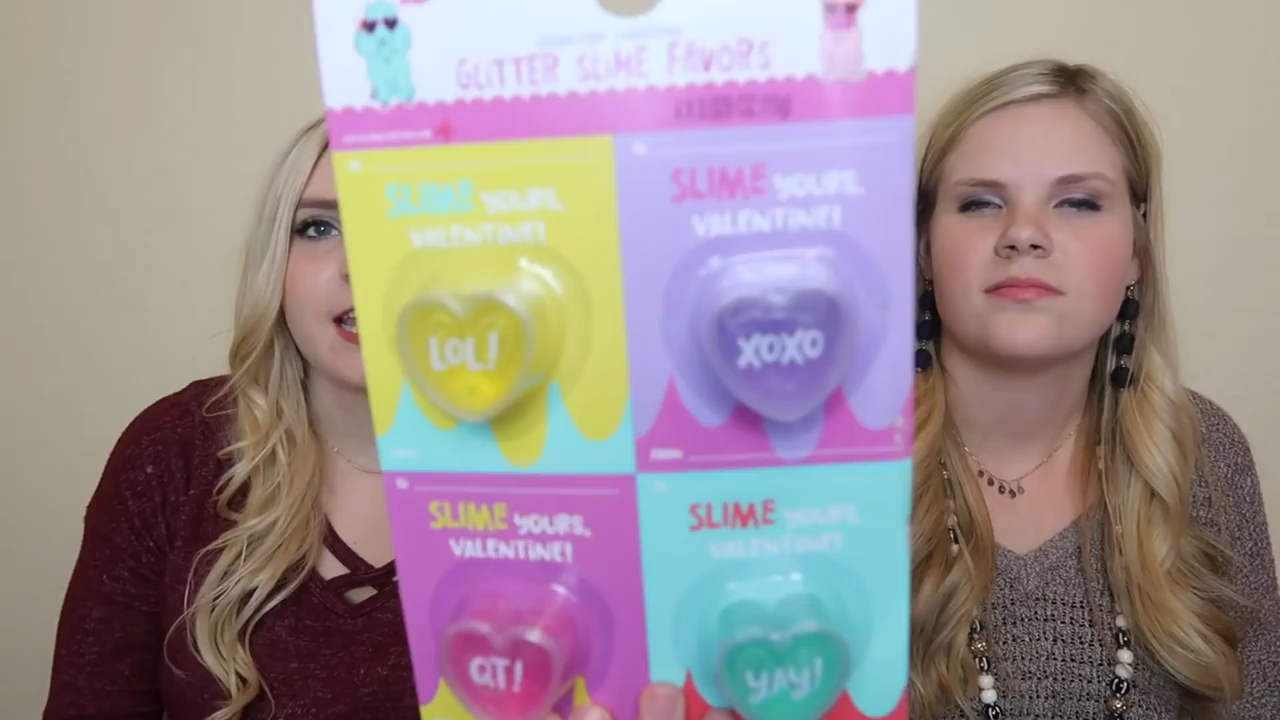 GLITTER SLIME FAVORS
SLIME YOURS,
VALENTINE!
LOL!
SLIME YOURS,
VALENTINE!
XOXO
SLIME YOURS,
VALENTINE!
QT!
SLIME YOURS,
VALENTINE!
YAY!